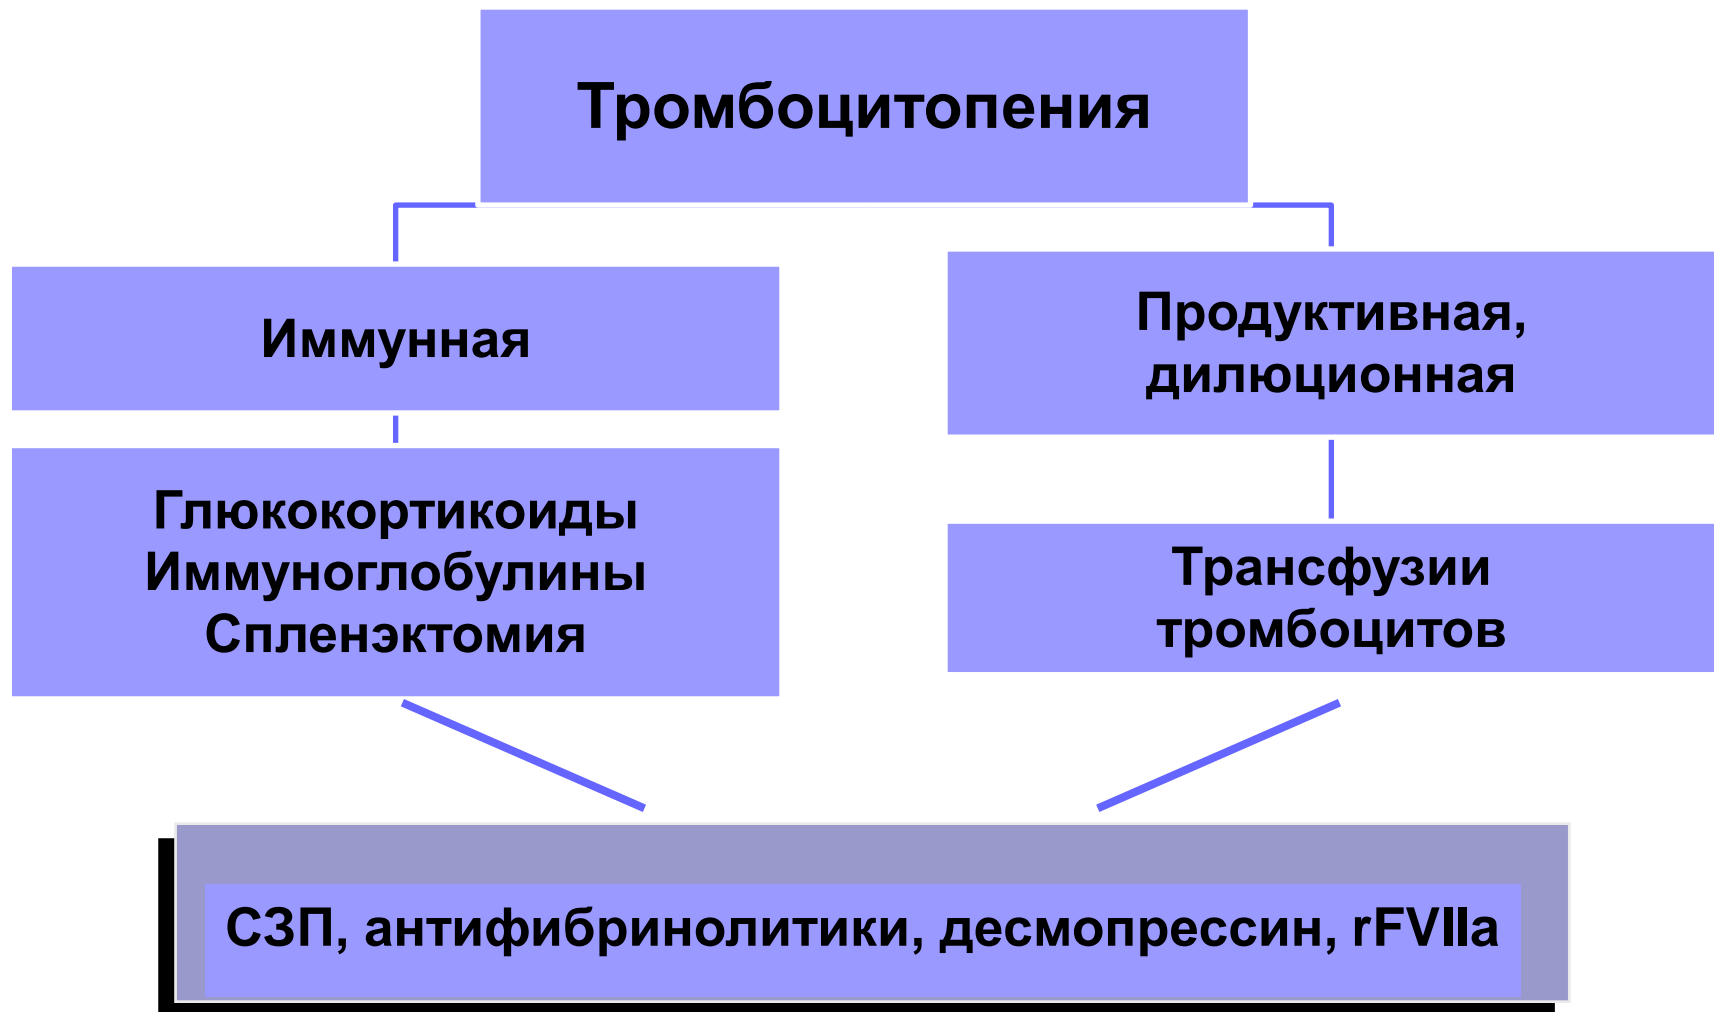 Тромбоцитопения
Иммунная
Продуктивная,
дилюционная
Глюкокортикоиды
Иммуноглобулины
Спленэктомия
Трансфузии
тромбоцитов
СЗП, антифибринолитики, десмопрессин, rFVIIa